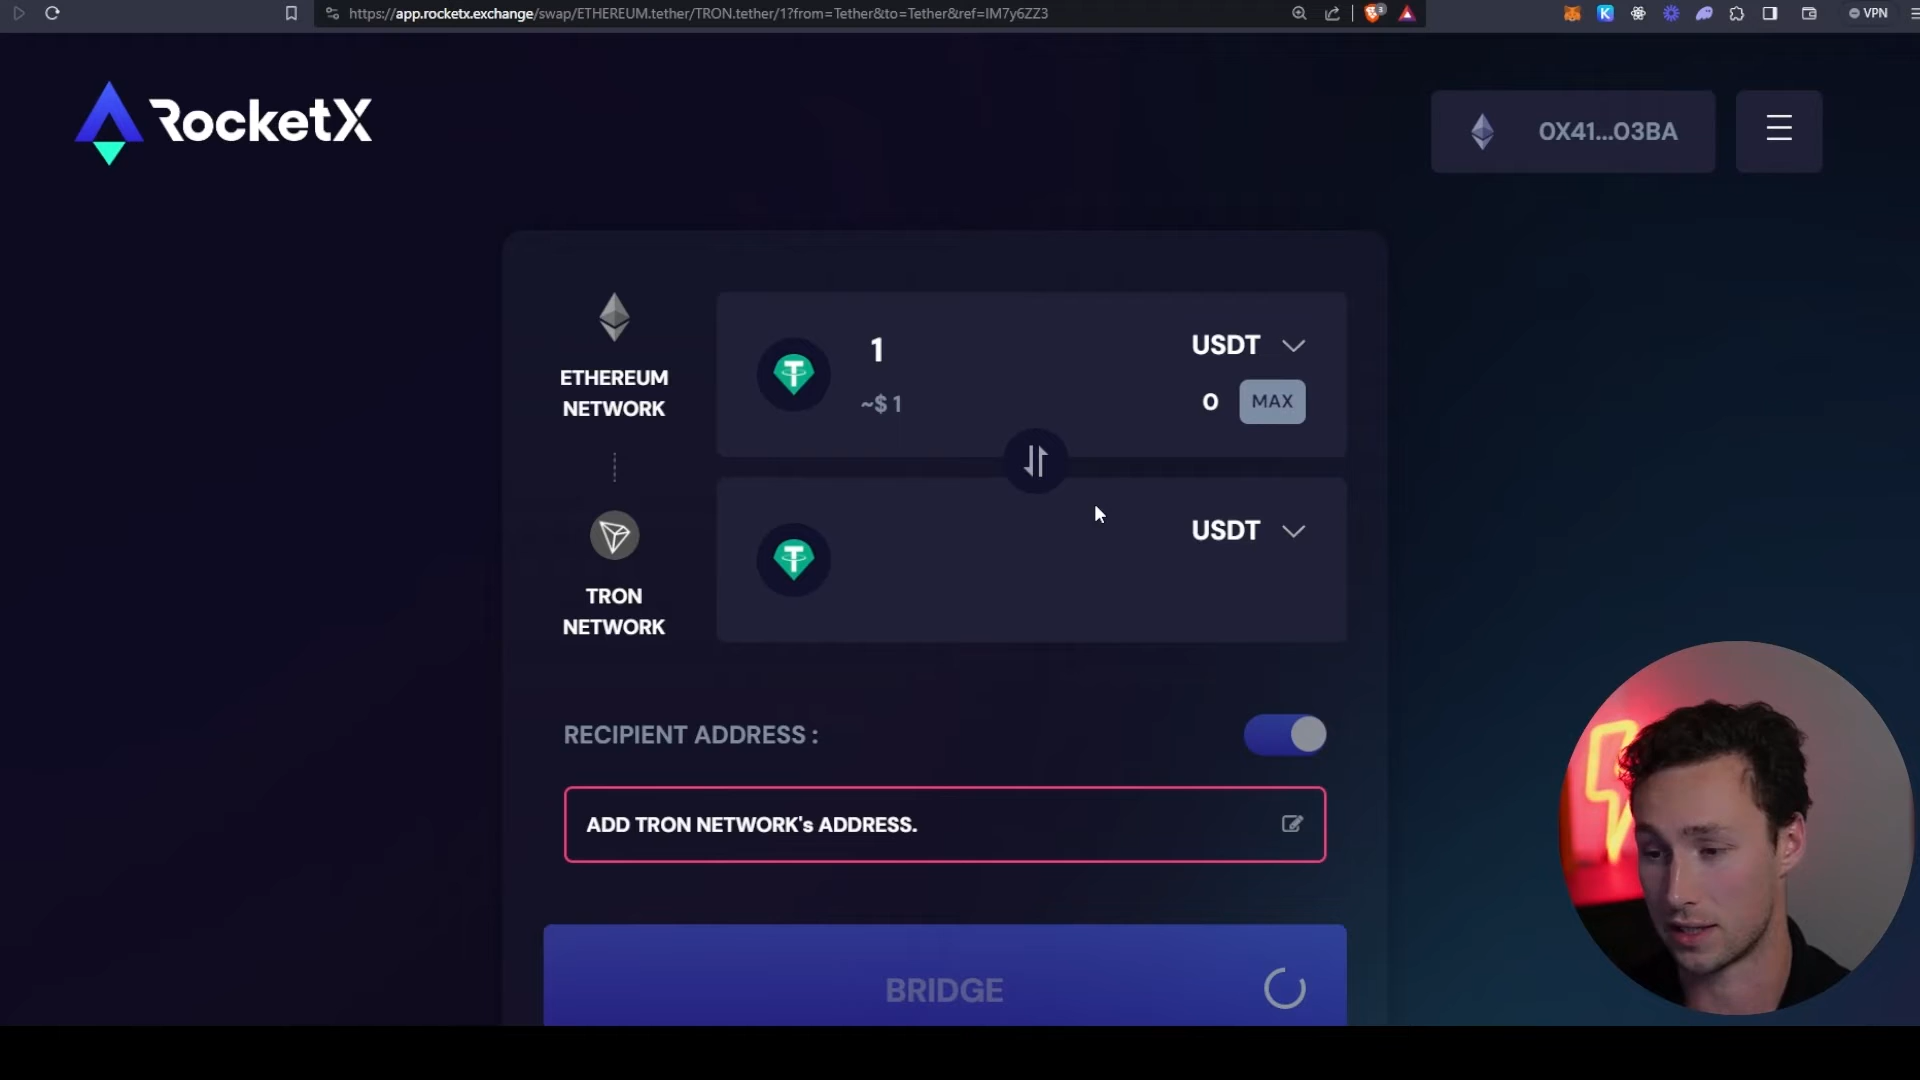 https://app.rocketx.exchange/swap/ETHEREUM.tether/TRON.tether/1?from=Tether&to=Tether&ref=IM7y6ZZ3
3
K
VPN
RocketX
0X41...03BA
ETHEREUM
NETWORK
1
USDT
~$ 1
0
MAX
TRON
NETWORK
USDT
RECIPIENT ADDRESS :
ADD TRON NETWORK's ADDRESS.
BRIDGE